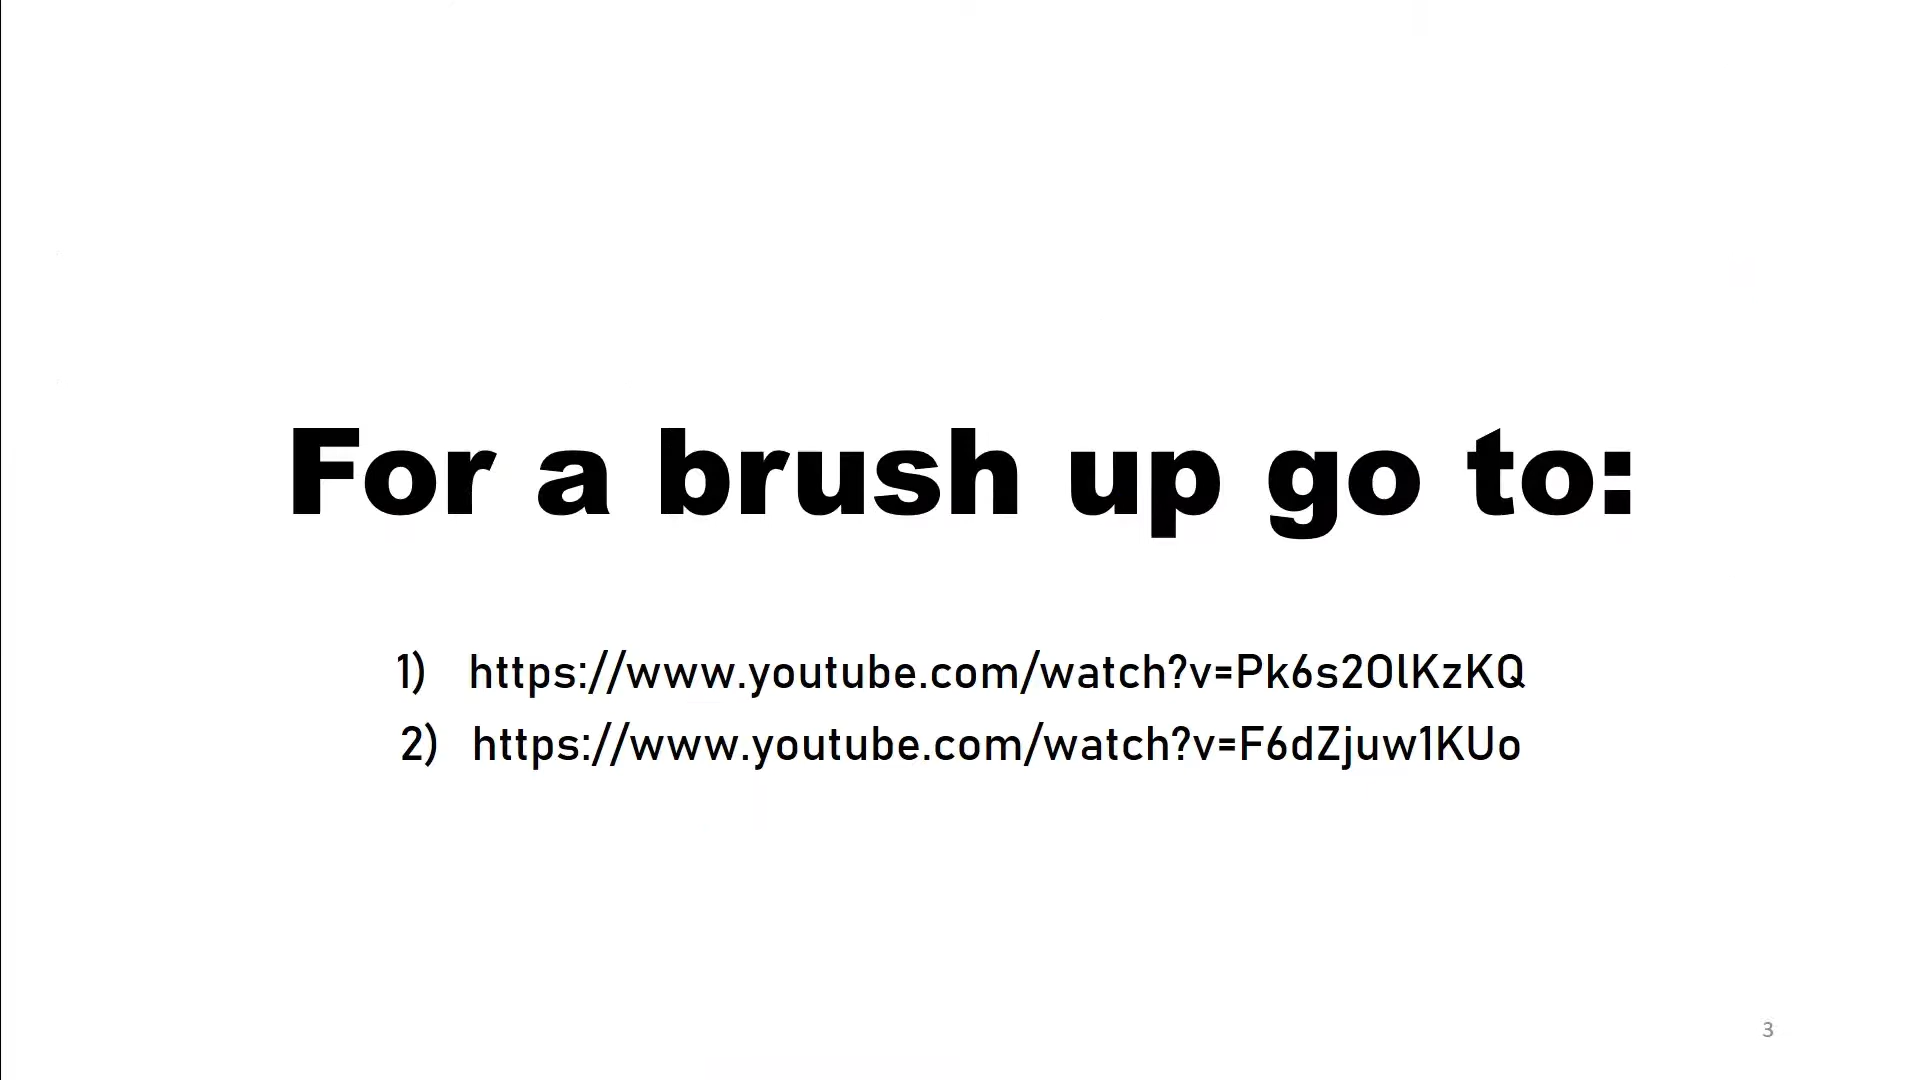 For a brush up go to:
1) https://www.youtube.com/watch?v=Pk6s2OlKzKQ
2) https://www.youtube.com/watch?v=F6dZjuw1KUo
3